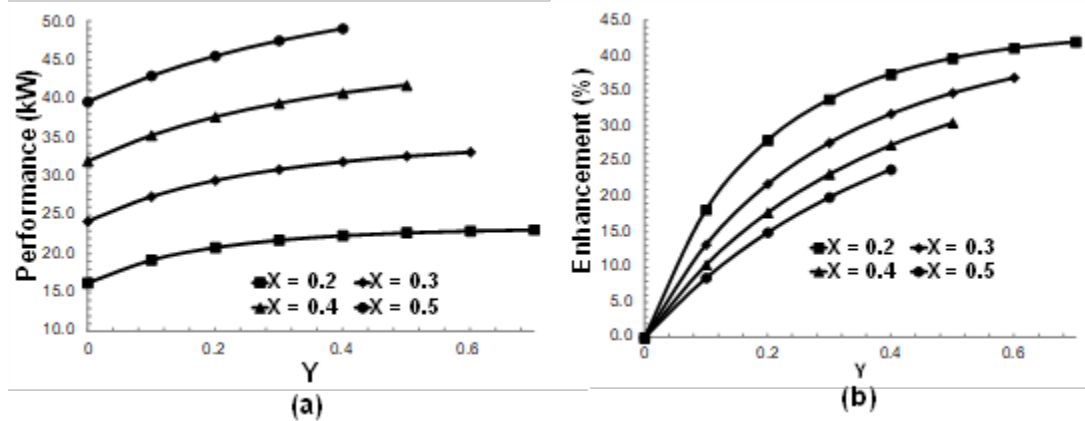 50.0
45.0
40.0
35.0
30.0
25.0
20.0
15.0
10.0
Performance (kW)
X = 0.2 X = 0.3
X = 0.4 X = 0.5
0 0.2 0.4 0.6
Y
(a)
45.0
40.0
35.0
30.0
25.0
20.0
15.0
10.0
5.0
0.0
Enhancement (%)
X = 0.2 X = 0.3
X = 0.4 X = 0.5
0 0.2 0.4 0.6
Y
(b)